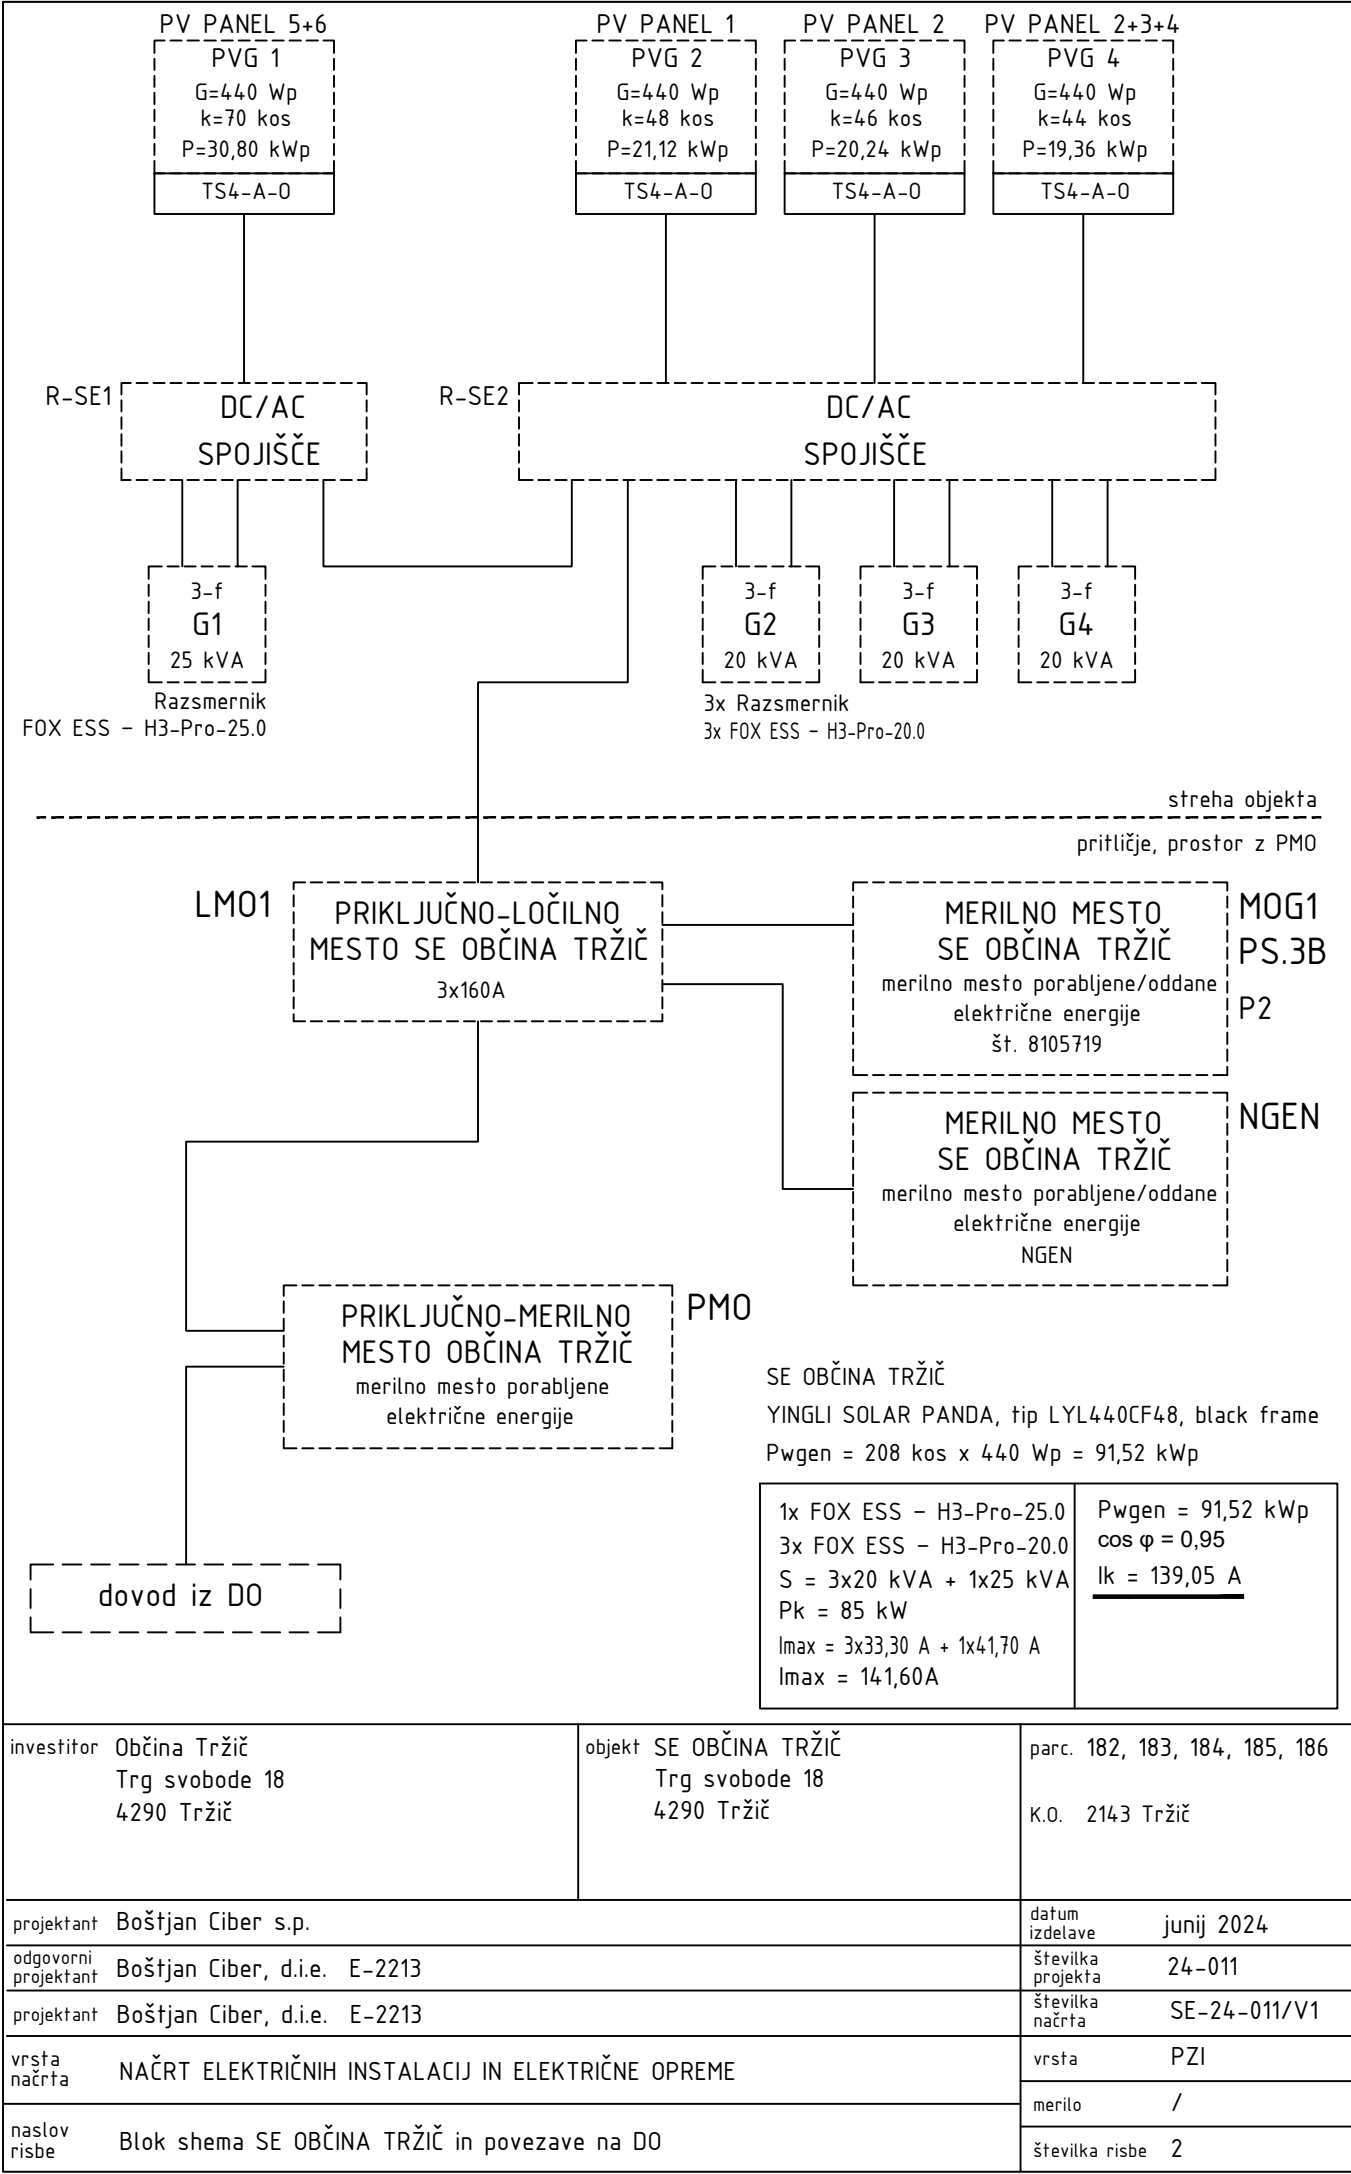 PV PANEL 5+6
PVG 1
G=440 Wp
k=70 kos
P=30,80 kWp
TS4-A-O
PV PANEL 1
PVG 2
G=440 Wp
k=48 kos
P=21,12 kWp
TS4-A-O
PV PANEL 2
PVG 3
G=440 Wp
k=46 kos
P=20,24 kWp
TS4-A-O
PV PANEL 2+3+4
PVG 4
G=440 Wp
k=44 kos
P=19,36 kWp
TS4-A-O
R-SE1
DC/AC
SPOJIŠČE
R-SE2
DC/AC
SPOJIŠČE
3-f
G1
25 kVA
Razsmernik
FOX ESS - H3-Pro-25.0
3-f
G2
20 kVA
3-f
G3
20 kVA
3-f
G4
20 kVA
3x Razsmernik
3x FOX ESS - H3-Pro-20.0
streha objekta
pritličje, prostor z PMO
LMO1
PRIKLJUČNO-LOČILNO
MESTO SE OBČINA TRŽIČ
3x160A
MERILNO MESTO
SE OBČINA TRŽIČ
merilno mesto porabljene/oddane
električne energije
št. 8105719
MOG1
PS.3B
P2
MERILNO MESTO
SE OBČINA TRŽIČ
merilno mesto porabljene/oddane
električne energije
NGEN
NGEN
PRIKLJUČNO-MERILNO
MESTO OBČINA TRŽIČ
merilno mesto porabljene
električne energije
PMO
dovod iz DO
SE OBČINA TRŽIČ
YINGLI SOLAR PANDA, tip LYL440CF48, black frame
Pwgen = 208 kos x 440 Wp = 91,52 kWp
1x FOX ESS - H3-Pro-25.0
3x FOX ESS - H3-Pro-20.0
S = 3x20 kVA + 1x25 kVA
Pk = 85 kW
Imax = 3x33,30 A + 1x41,70 A
Imax = 141,60A
Pwgen = 91,52 kWp
cos φ = 0,95
Ik = 139,05 A
investitor Občina Tržič
Trg svobode 18
4290 Tržič
objekt SE OBČINA TRŽIČ
Trg svobode 18
4290 Tržič
parc. 182, 183, 184, 185, 186
K.O. 2143 Tržič
projektant Boštjan Ciber s.p.
datum
izdelave junij 2024
odgovorni
projektant Boštjan Ciber, d.i.e. E-2213
številka
projekta 24-011
projektant Boštjan Ciber, d.i.e. E-2213
številka
načrta SE-24-011/V1
vrsta
načrta NAČRT ELEKTRIČNIH INSTALACIJ IN ELEKTRIČNE OPREME
vrsta PZI
merilo /
naslov
risbe Blok shema SE OBČINA TRŽIČ in povezave na DO
številka risbe 2